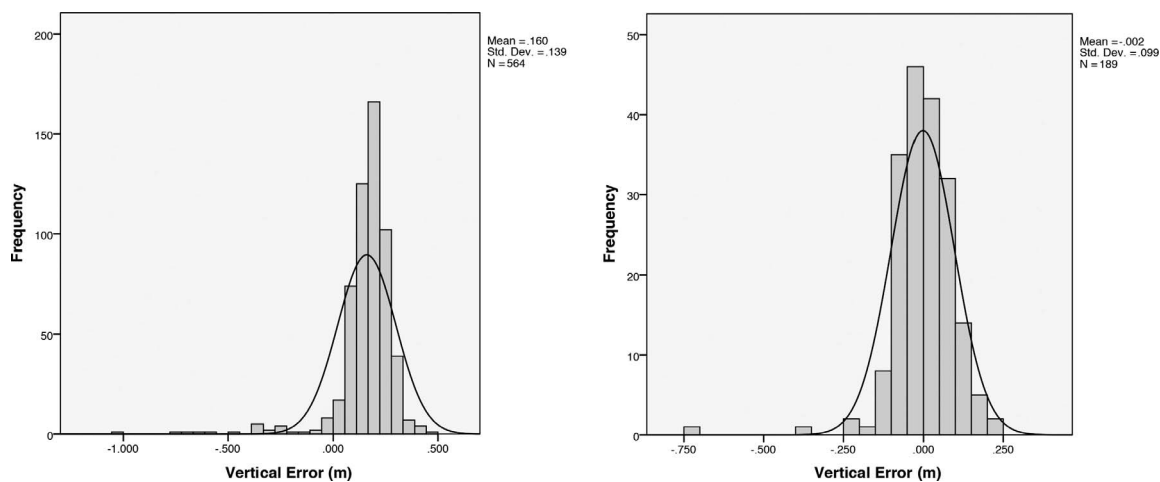 200
150
100
50
0
Frequency
-1.000
-.500
.000
.500
Vertical Error (m)
Mean =.160
Std. Dev. =.139
N =564
50
40
30
20
10
0
Frequency
-.750
-.500
-.250
.000
.250
Vertical Error (m)
Mean =-.002
Std. Dev. =.099
N =189